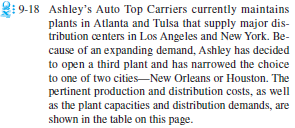 9-18 Ashley's Auto Top Carriers currently maintains
plants in Atlanta and Tulsa that supply major dis-
tribution centers in Los Angeles and New York. Be-
cause of an expanding demand, Ashley has decided
to open a third plant and has narrowed the choice
to one of two cities—New Orleans or Houston. The
pertinent production and distribution costs, as well
as the plant capacities and distribution demands, are
shown in the table on this page.